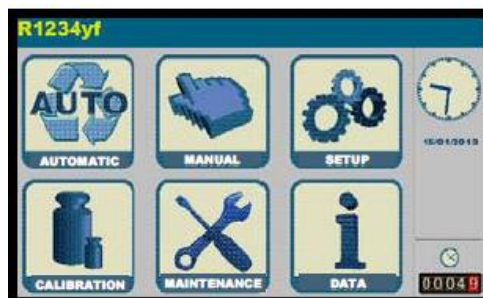 R1234yf
AUTO
AUTOMATIC
MANUAL
SETUP
15/01/2013
CALIBRATION
MAINTENANCE
DATA
00049